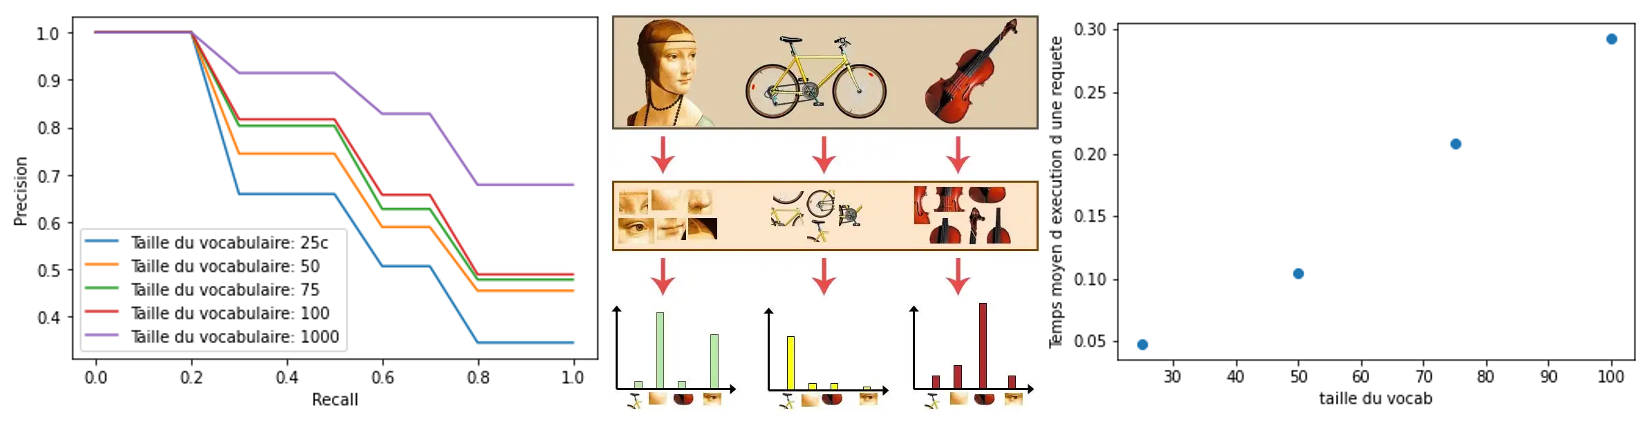 1.0
0.9
0.8
0.7
0.6
0.5
0.4
Precision
Taille du vocabulaire: 25c
Taille du vocabulaire: 50
Taille du vocabulaire: 75
Taille du vocabulaire: 100
Taille du vocabulaire: 1000
0.0 0.2 0.4 0.6 0.8 1.0
Recall
Temps moyen d execution d une requete
0.30
0.25
0.20
0.15
0.10
0.05
30 40 50 60 70 80 90 100
taille du vocab